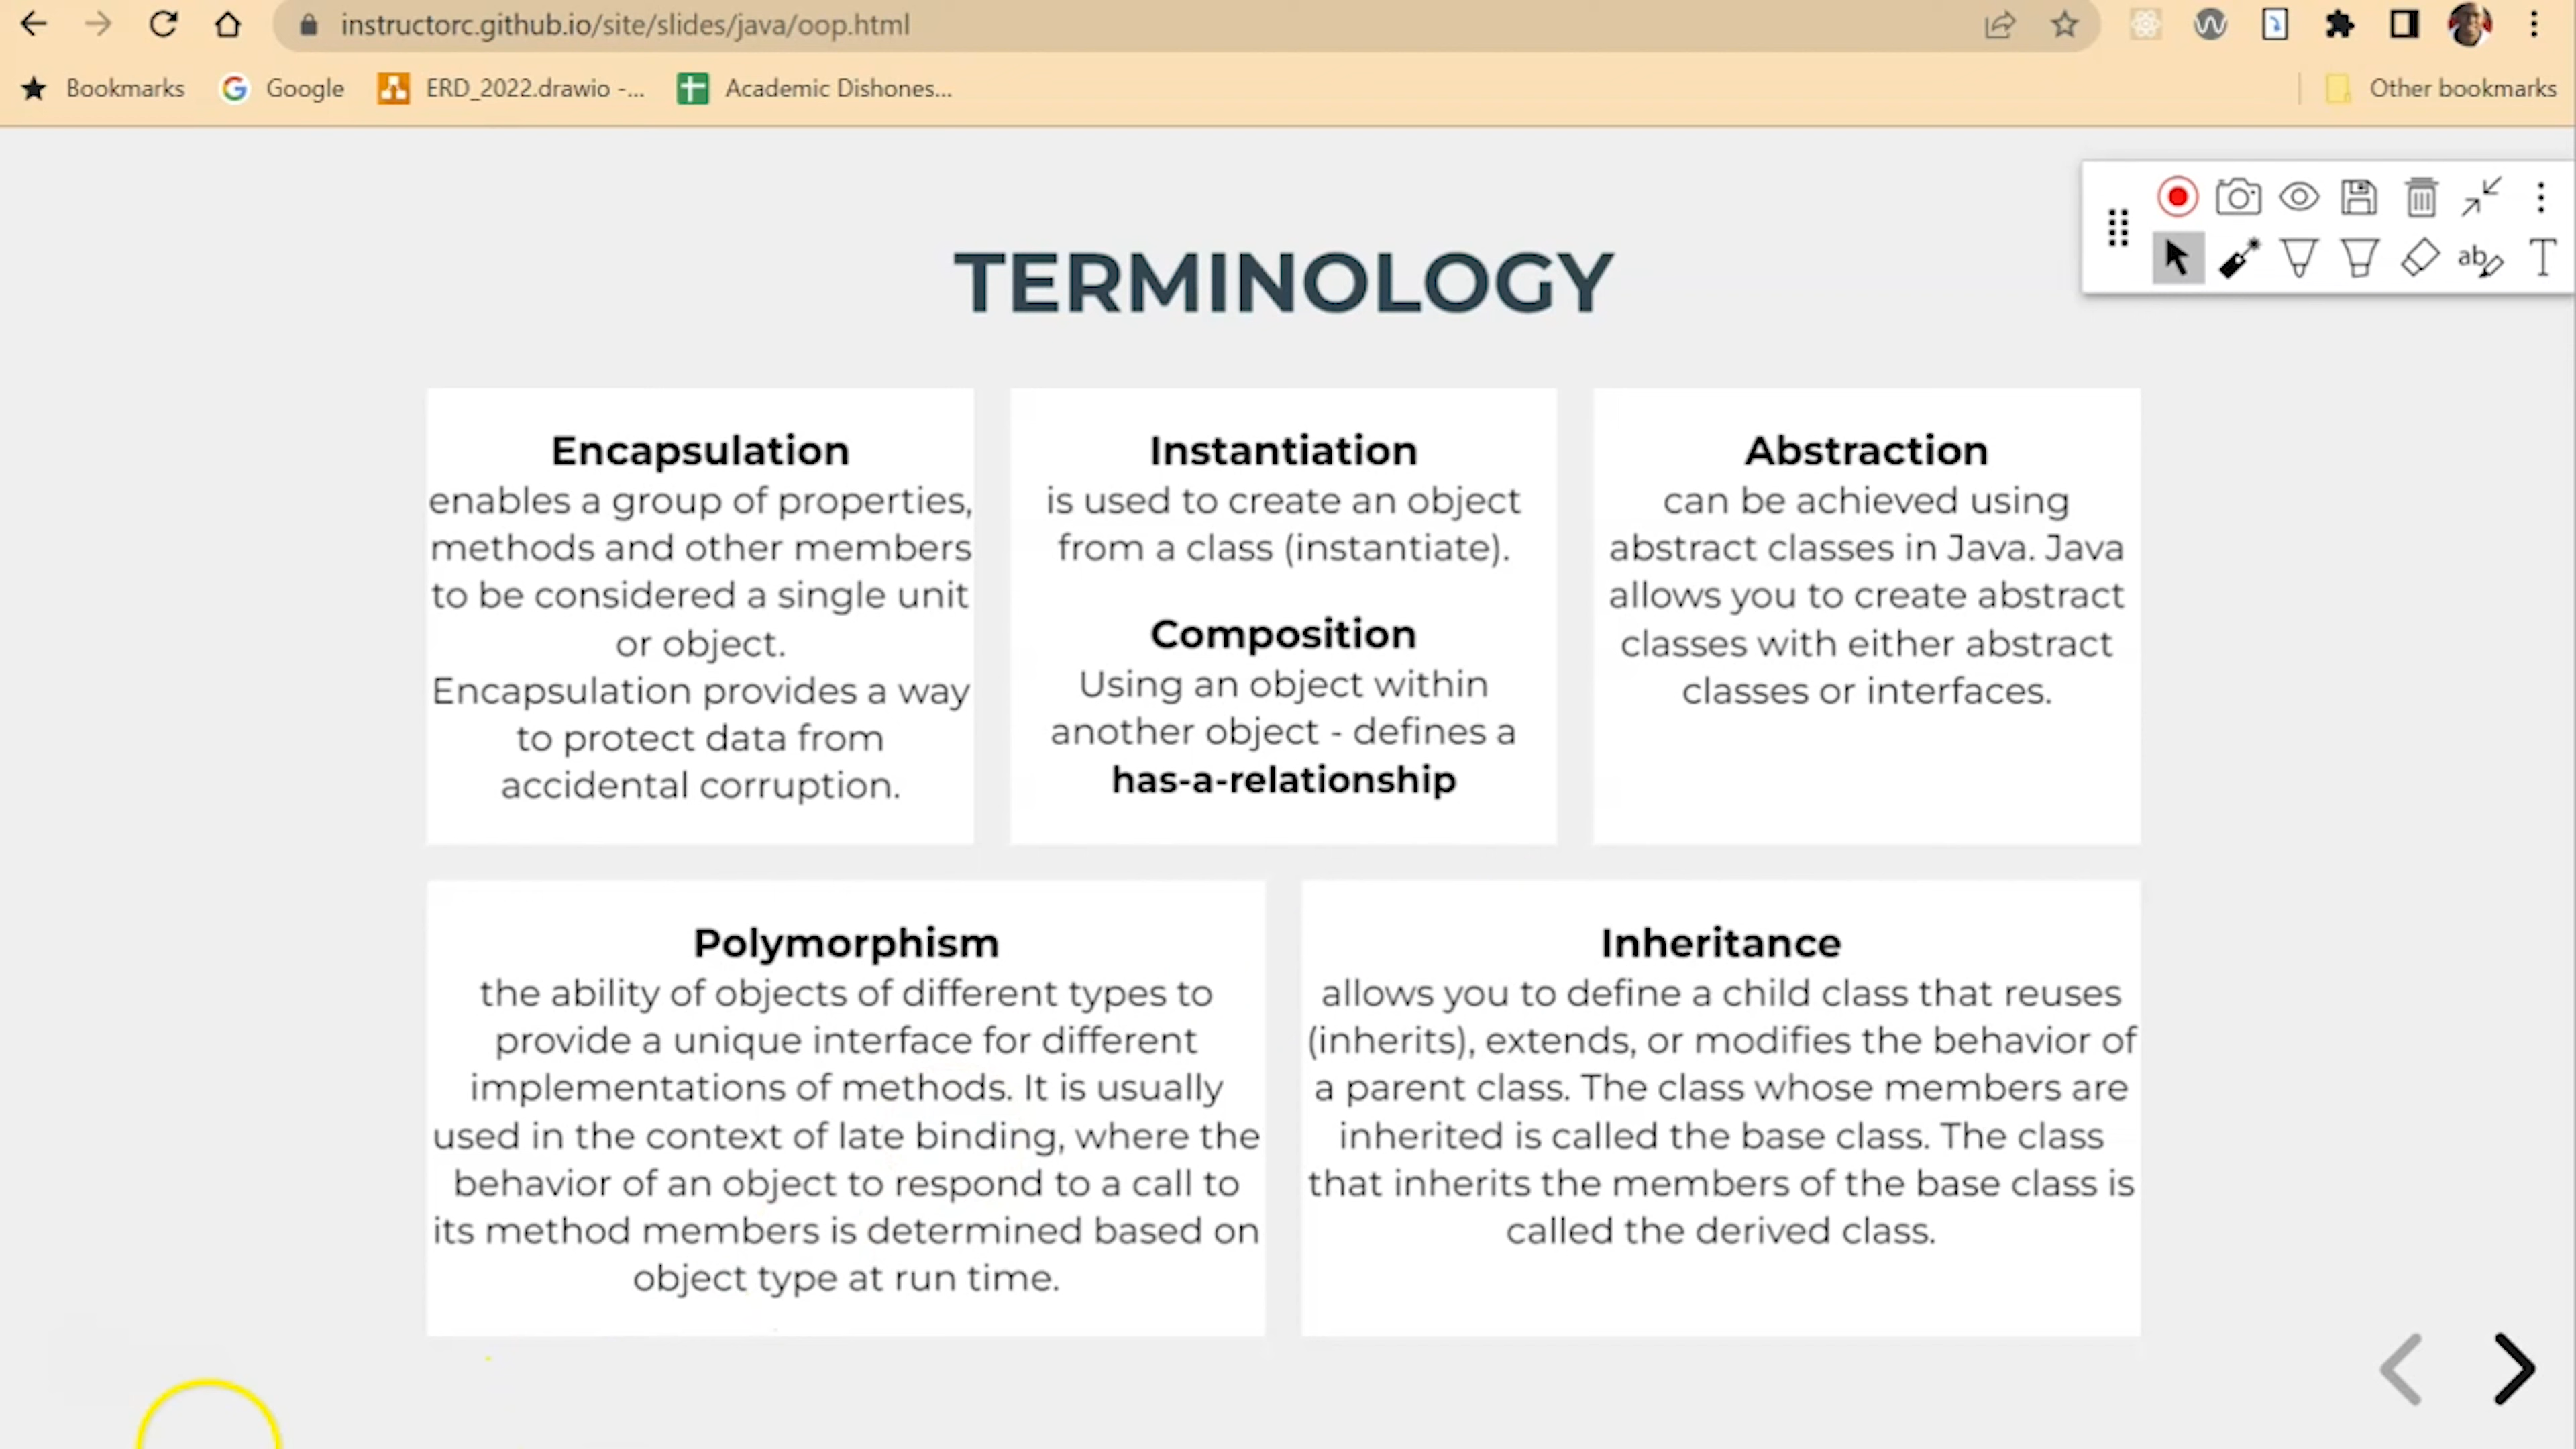 instructorc.github.io/site/slides/java/oop.html
Bookmarks Google ERD_2022.drawio -... Academic Dishones... Other bookmarks
ab T
TERMINOLOGY
Encapsulation
enables a group of properties,
methods and other members
to be considered a single unit
or object.
Encapsulation provides a way
to protect data from
accidental corruption.
Instantiation
is used to create an object
from a class (instantiate).
Composition
Using an object within
another object - defines a
has-a-relationship
Abstraction
can be achieved using
abstract classes in Java. Java
allows you to create abstract
classes with either abstract
classes or interfaces.
Polymorphism
the ability of objects of different types to
provide a unique interface for different
implementations of methods. It is usually
used in the context of late binding, where the
behavior of an object to respond to a call to
its method members is determined based on
object type at run time.
Inheritance
allows you to define a child class that reuses
(inherits), extends, or modifies the behavior of
a parent class. The class whose members are
inherited is called the base class. The class
that inherits the members of the base class is
called the derived class.